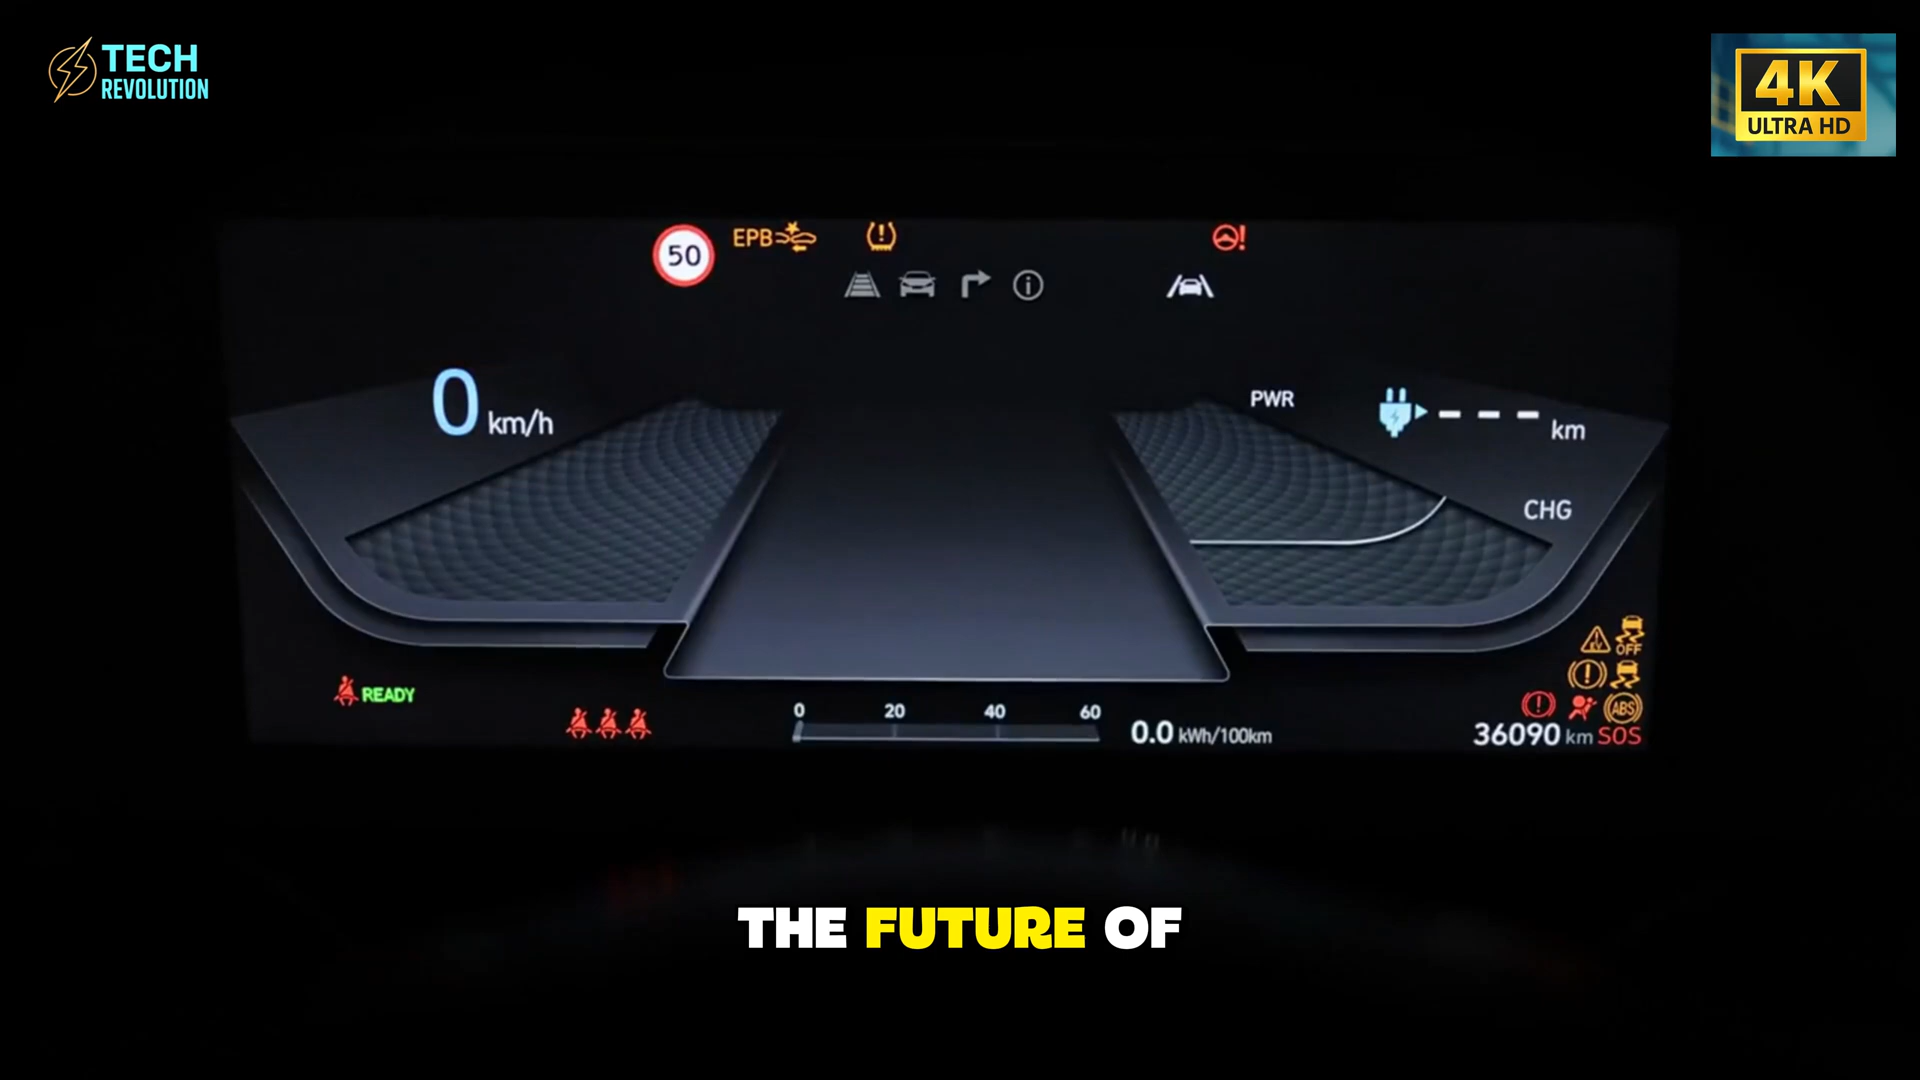 TECH
REVOLUTION
4K
ULTRA HD
50
EPB
0 km/h
PWR
--- km
CHG
EV
OFF
ABS
READY
0 20 40 60
0.0 kWh/100km
36090 km SOS
THE FUTURE OF